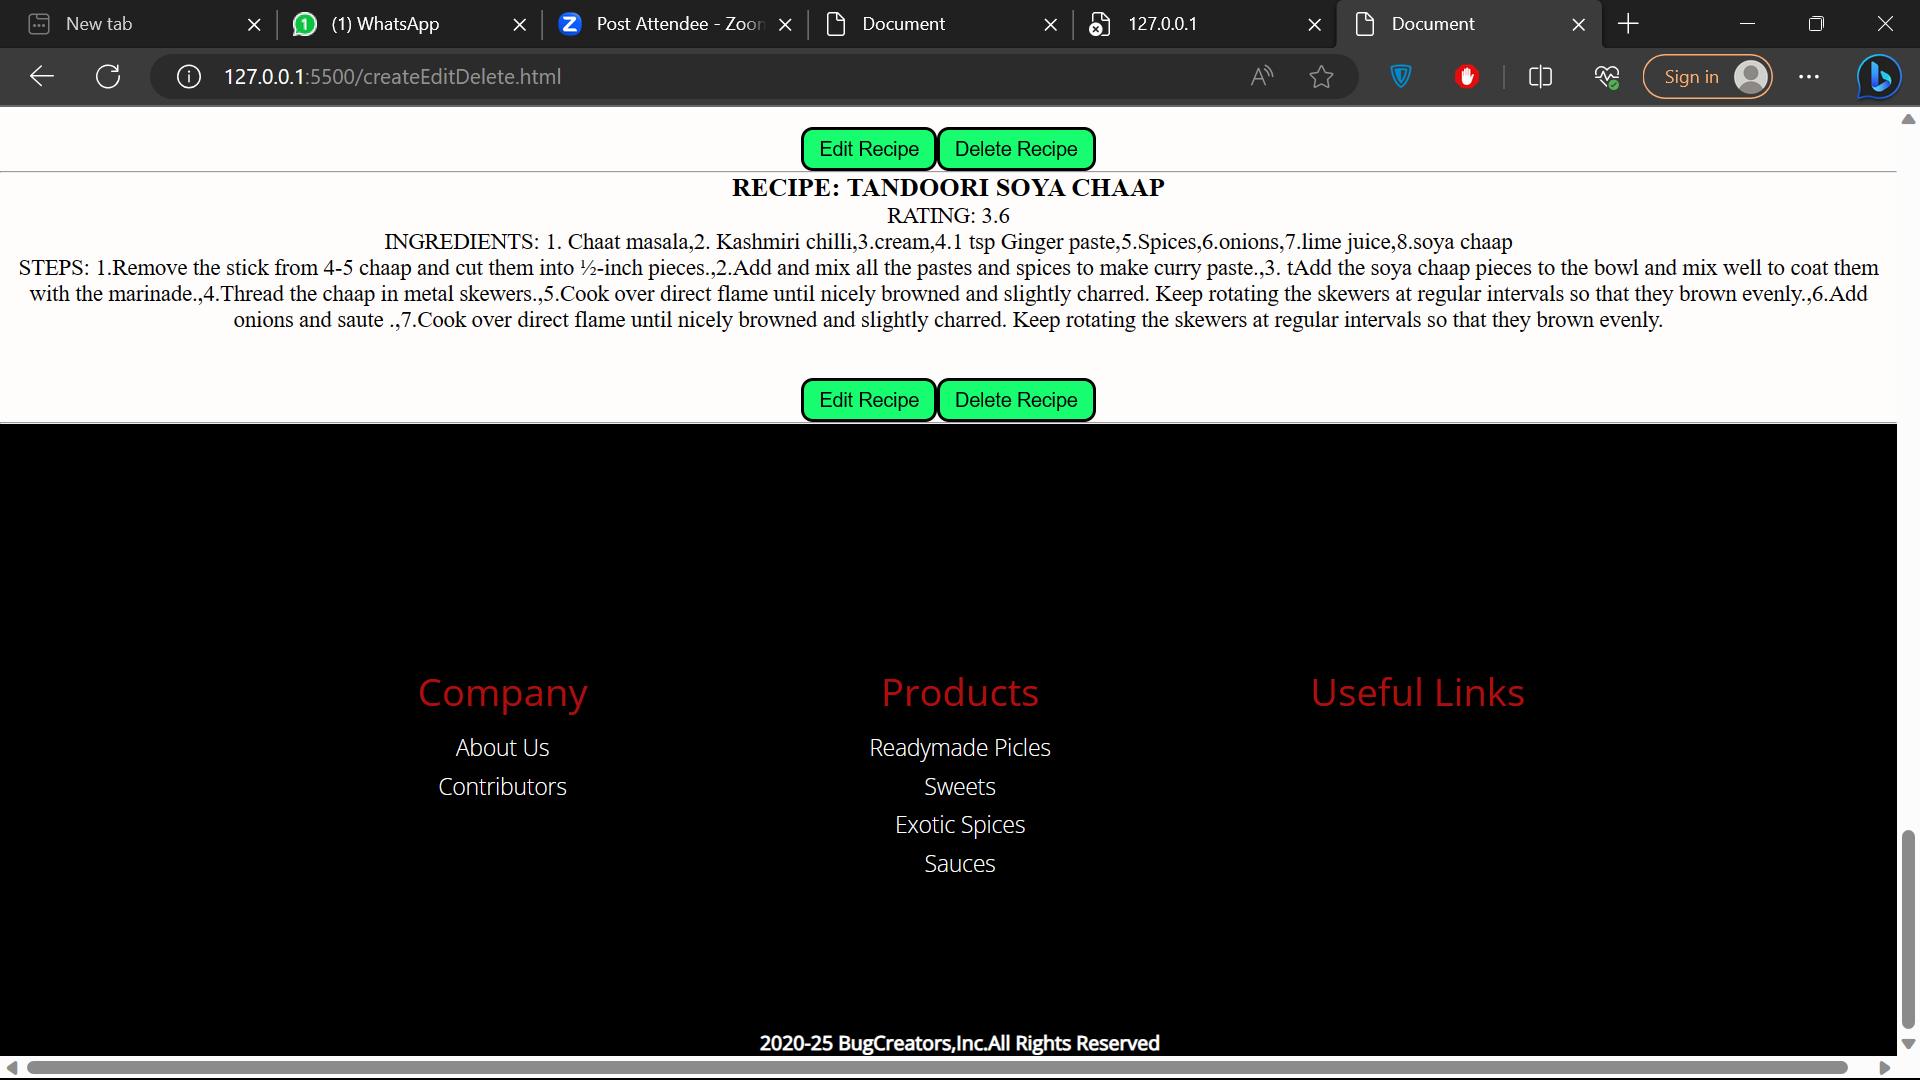 New tab
(1) WhatsApp
Post Attendee - Zoom
Document
127.0.0.1
Document
127.0.0.1:5500/createEditDelete.html
Sign in
Edit Recipe Delete Recipe
RECIPE: TANDOORI SOYA CHAAP
RATING: 3.6
INGREDIENTS: 1. Chaat masala,2. Kashmiri chilli,3.cream,4.1 tsp Ginger paste,5.Spices,6.onions,7.lime juice,8.soya chaap
STEPS: 1.Remove the stick from 4-5 chaap and cut them into ½-inch pieces.,2.Add and mix all the pastes and spices to make curry paste.,3. tAdd the soya chaap pieces to the bowl and mix well to coat them
with the marinade.,4.Thread the chaap in metal skewers.,5.Cook over direct flame until nicely browned and slightly charred. Keep rotating the skewers at regular intervals so that they brown evenly.,6.Add
onions and saute .,7.Cook over direct flame until nicely browned and slightly charred. Keep rotating the skewers at regular intervals so that they brown evenly.
Edit Recipe Delete Recipe
Company
About Us
Contributors
Products
Readymade Picles
Sweets
Exotic Spices
Sauces
Useful Links
2020-25 BugCreators,Inc.All Rights Reserved